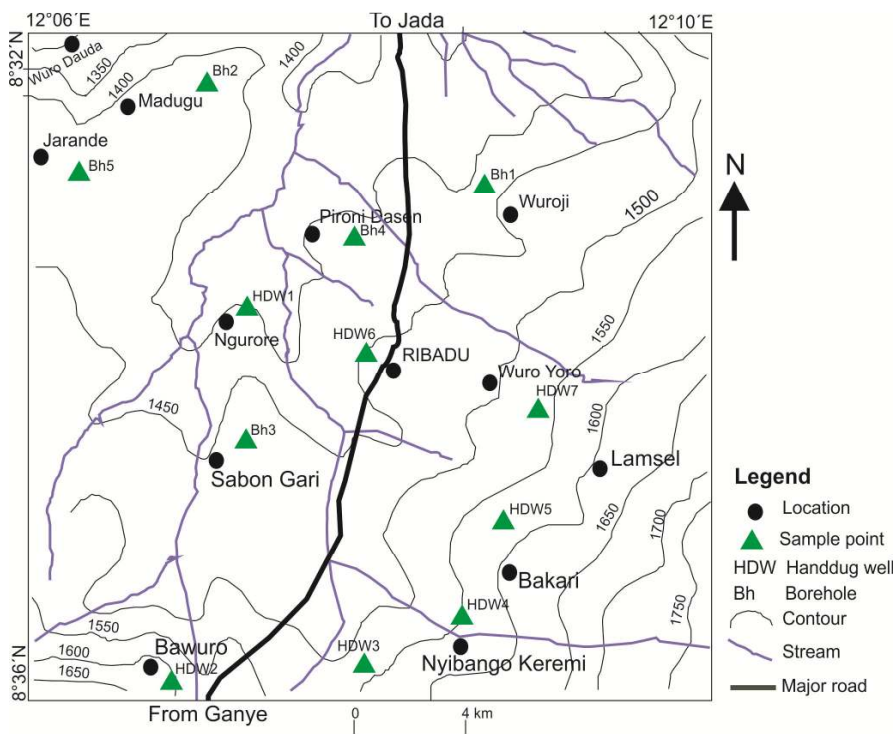 To Jada
12°06´E
12°10´E
8°32´N
Wuro Dauda
1350
1400
Madugu
Bh2
1400
Jarande
Bh5
Bh1
Wuroji
1500
N
Pironi Dasen
Bh4
HDW1
Ngurore
HDW6
RIBADU
1550
Wuro Yoro
HDW7
1450
1600
Bh3
Sabon Gari
Lamsel
1650
1700
HDW5
Bakari
1750
HDW4
1550
Bawuro
1600
1650
HDW2
HDW3
Nyibango Keremi
8°36´N
From Ganye
0 4 km
Legend
Location
Sample point
HDW Handdug well
Bh Borehole
Contour
Stream
Major road